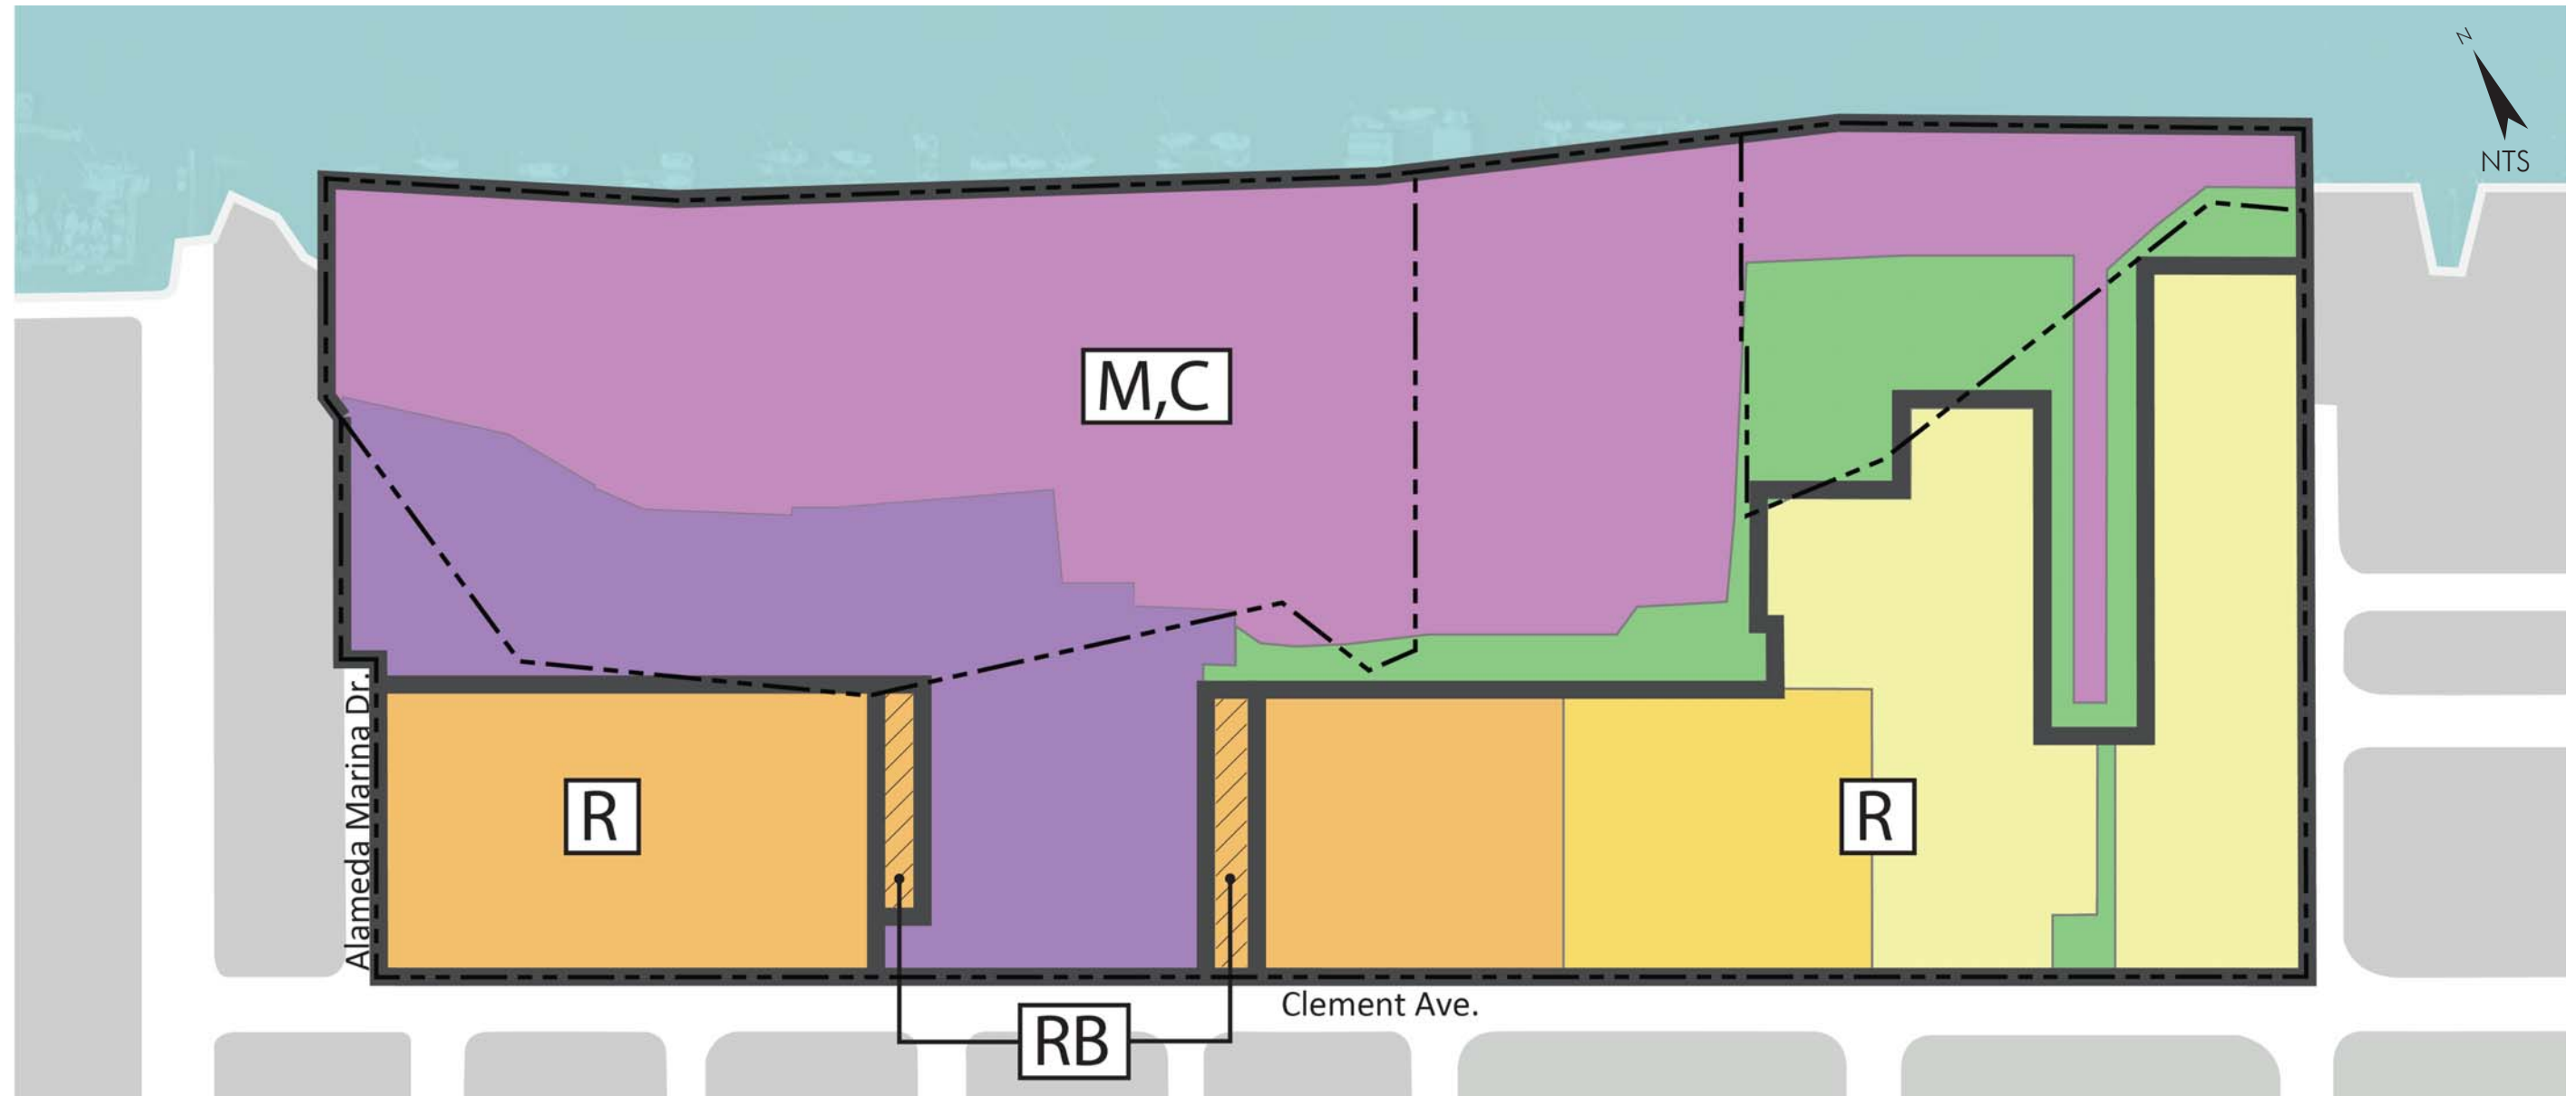 N
NTS
M,C
Alameda Marina Dr.
R
R
Clement Ave.
RB